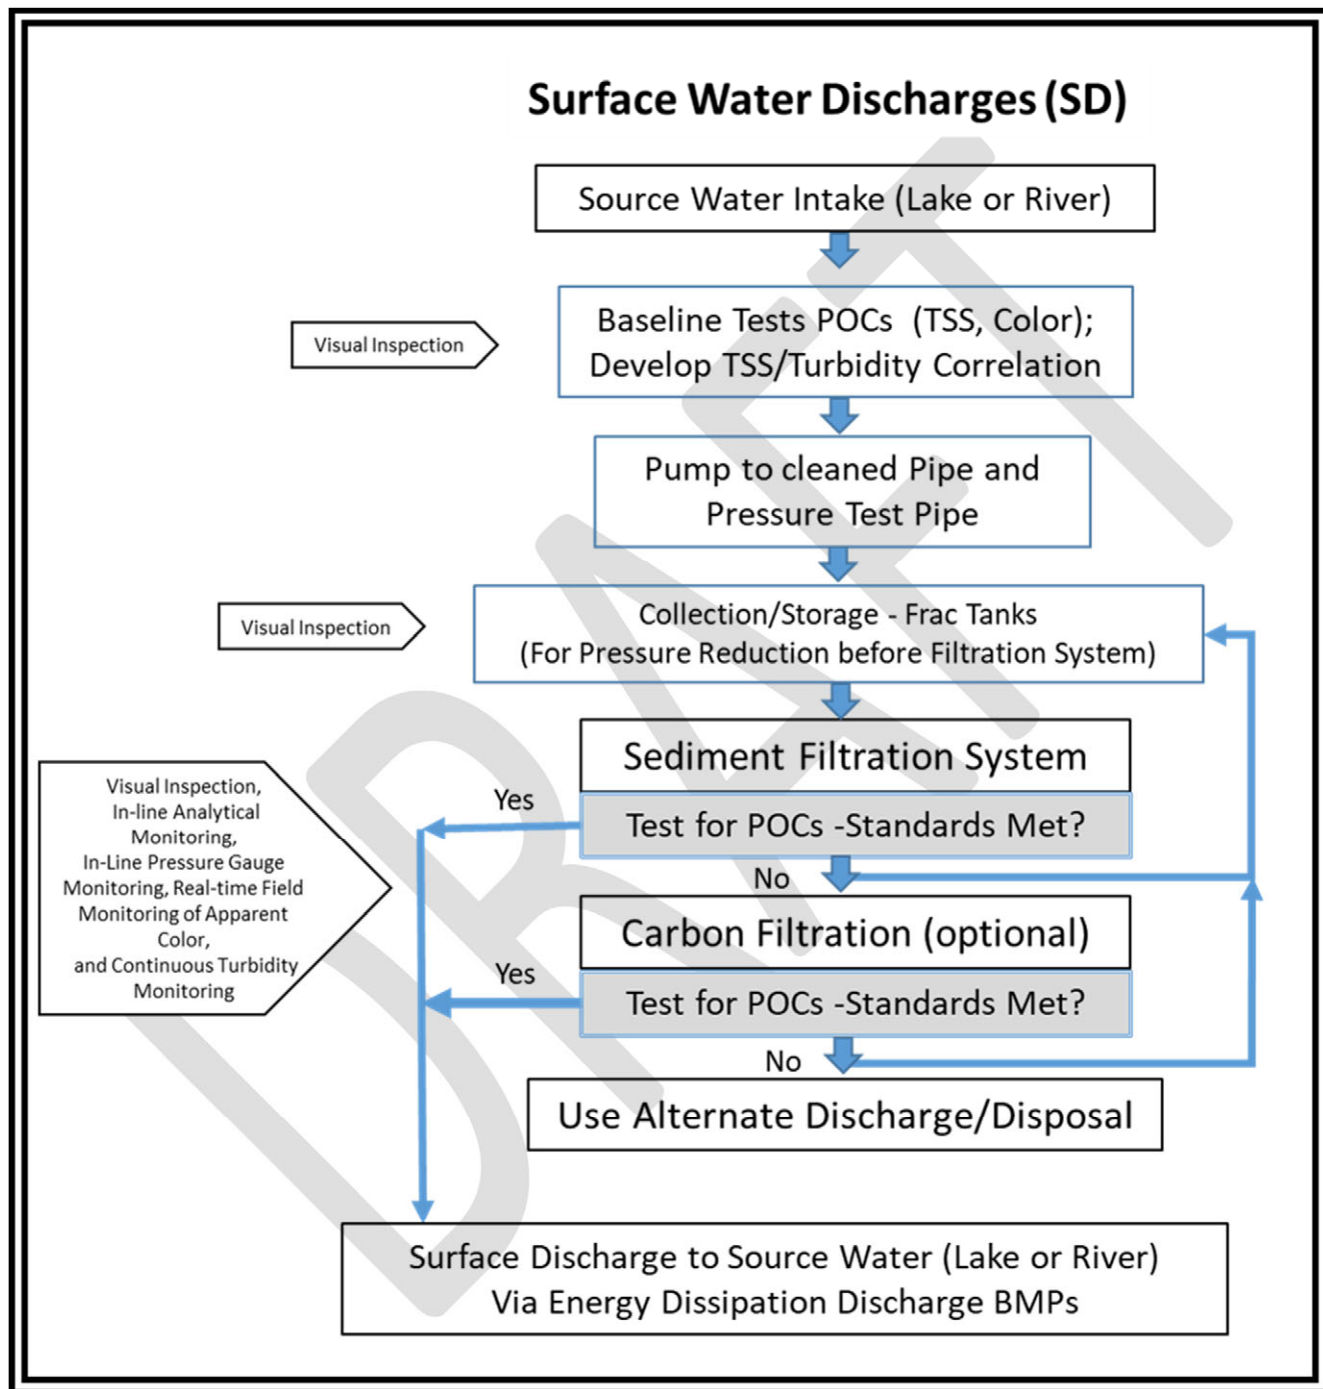 Surface Water Discharges (SD)
Source Water Intake (Lake or River)
Visual Inspection
Baseline Tests POCs (TSS, Color);
Develop TSS/Turbidity Correlation
Pump to cleaned Pipe and
Pressure Test Pipe
Visual Inspection
Collection/Storage - Frac Tanks
(For Pressure Reduction before Filtration System)
Sediment Filtration System
Yes
Test for POCs -Standards Met?
No
Visual Inspection,
In-line Analytical
Monitoring,
In-Line Pressure Gauge
Monitoring, Real-time Field
Monitoring of Apparent
Color,
and Continuous Turbidity
Monitoring
Carbon Filtration (optional)
Yes
Test for POCs -Standards Met?
No
Use Alternate Discharge/Disposal
Surface Discharge to Source Water (Lake or River)
Via Energy Dissipation Discharge BMPs
DRAFT